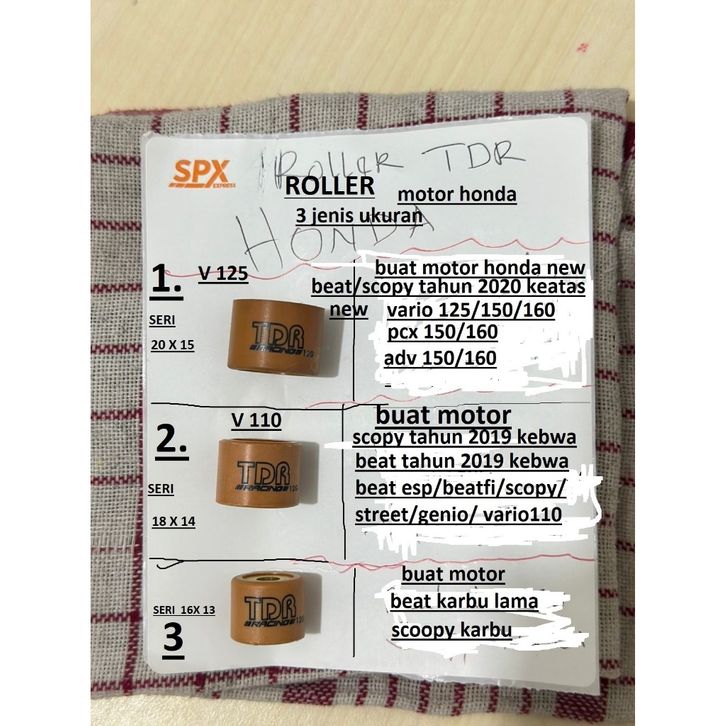 SPX
EXPRESS
Roller TDR
HONDA
ROLLER
motor honda
3 jenis ukuran
1.
V 125
SERI
20 X 15
TDR
RACING 12G
buat motor honda new
beat/scopy tahun 2020 keatas
new vario 125/150/160
pcx 150/160
adv 150/160
2.
V 110
SERI
18 X 14
TDR
RACING 12G
buat motor
scopy tahun 2019 kebwa
beat tahun 2019 kebwa
beat esp/beatfi/scopy/
street/genio/ vario110
SERI 16X 13
3
TDR
RACING 12G
buat motor
beat karbu lama
scoopy karbu